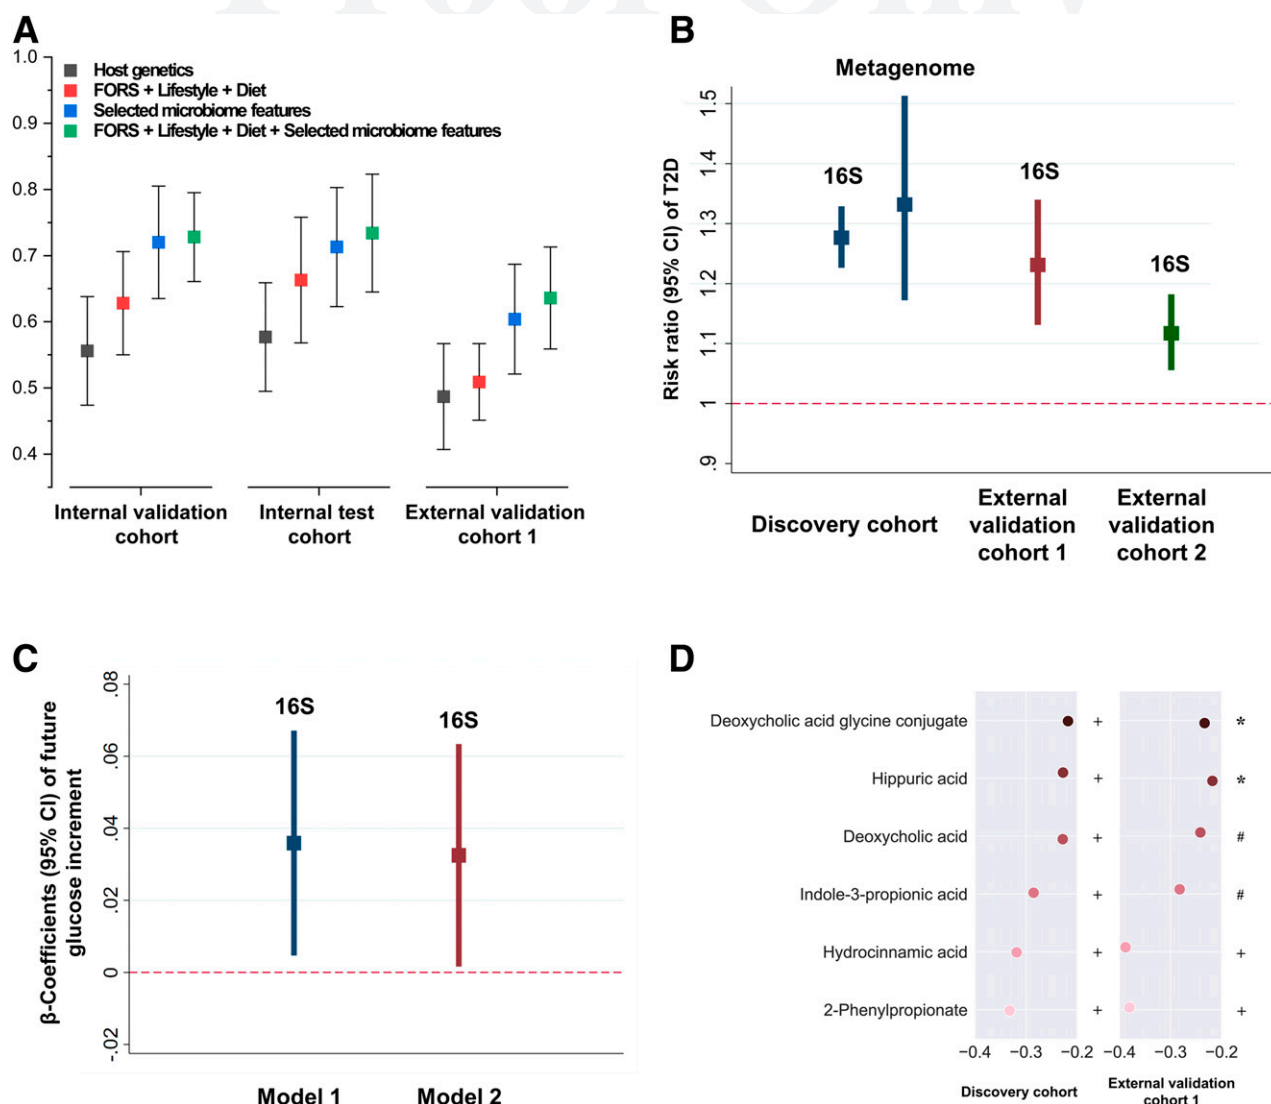 Proof Only
A
1.0
0.9
0.8
0.7
0.6
0.5
0.4
Host genetics
FORS + Lifestyle + Diet
Selected microbiome features
FORS + Lifestyle + Diet + Selected microbiome features
Internal validation
cohort
Internal test
cohort
External validation
cohort 1
B
Metagenome
Risk ratio (95% CI) of T2D
1.5
1.4
1.3
1.2
1.1
1
.9
16S
16S
16S
Discovery cohort
External
validation
cohort 1
External
validation
cohort 2
C
β-Coefficients (95% CI) of future
glucose increment
.08
.06
.04
.02
0
-.02
16S
16S
Model 1
Model 2
D
Deoxycholic acid glycine conjugate + *
Hippuric acid + *
Deoxycholic acid + #
Indole-3-propionic acid + #
Hydrocinnamic acid + +
2-Phenylpropionate + +
−0.4 −0.3 −0.2 −0.4 −0.3 −0.2
Discovery cohort
External validation
cohort 1